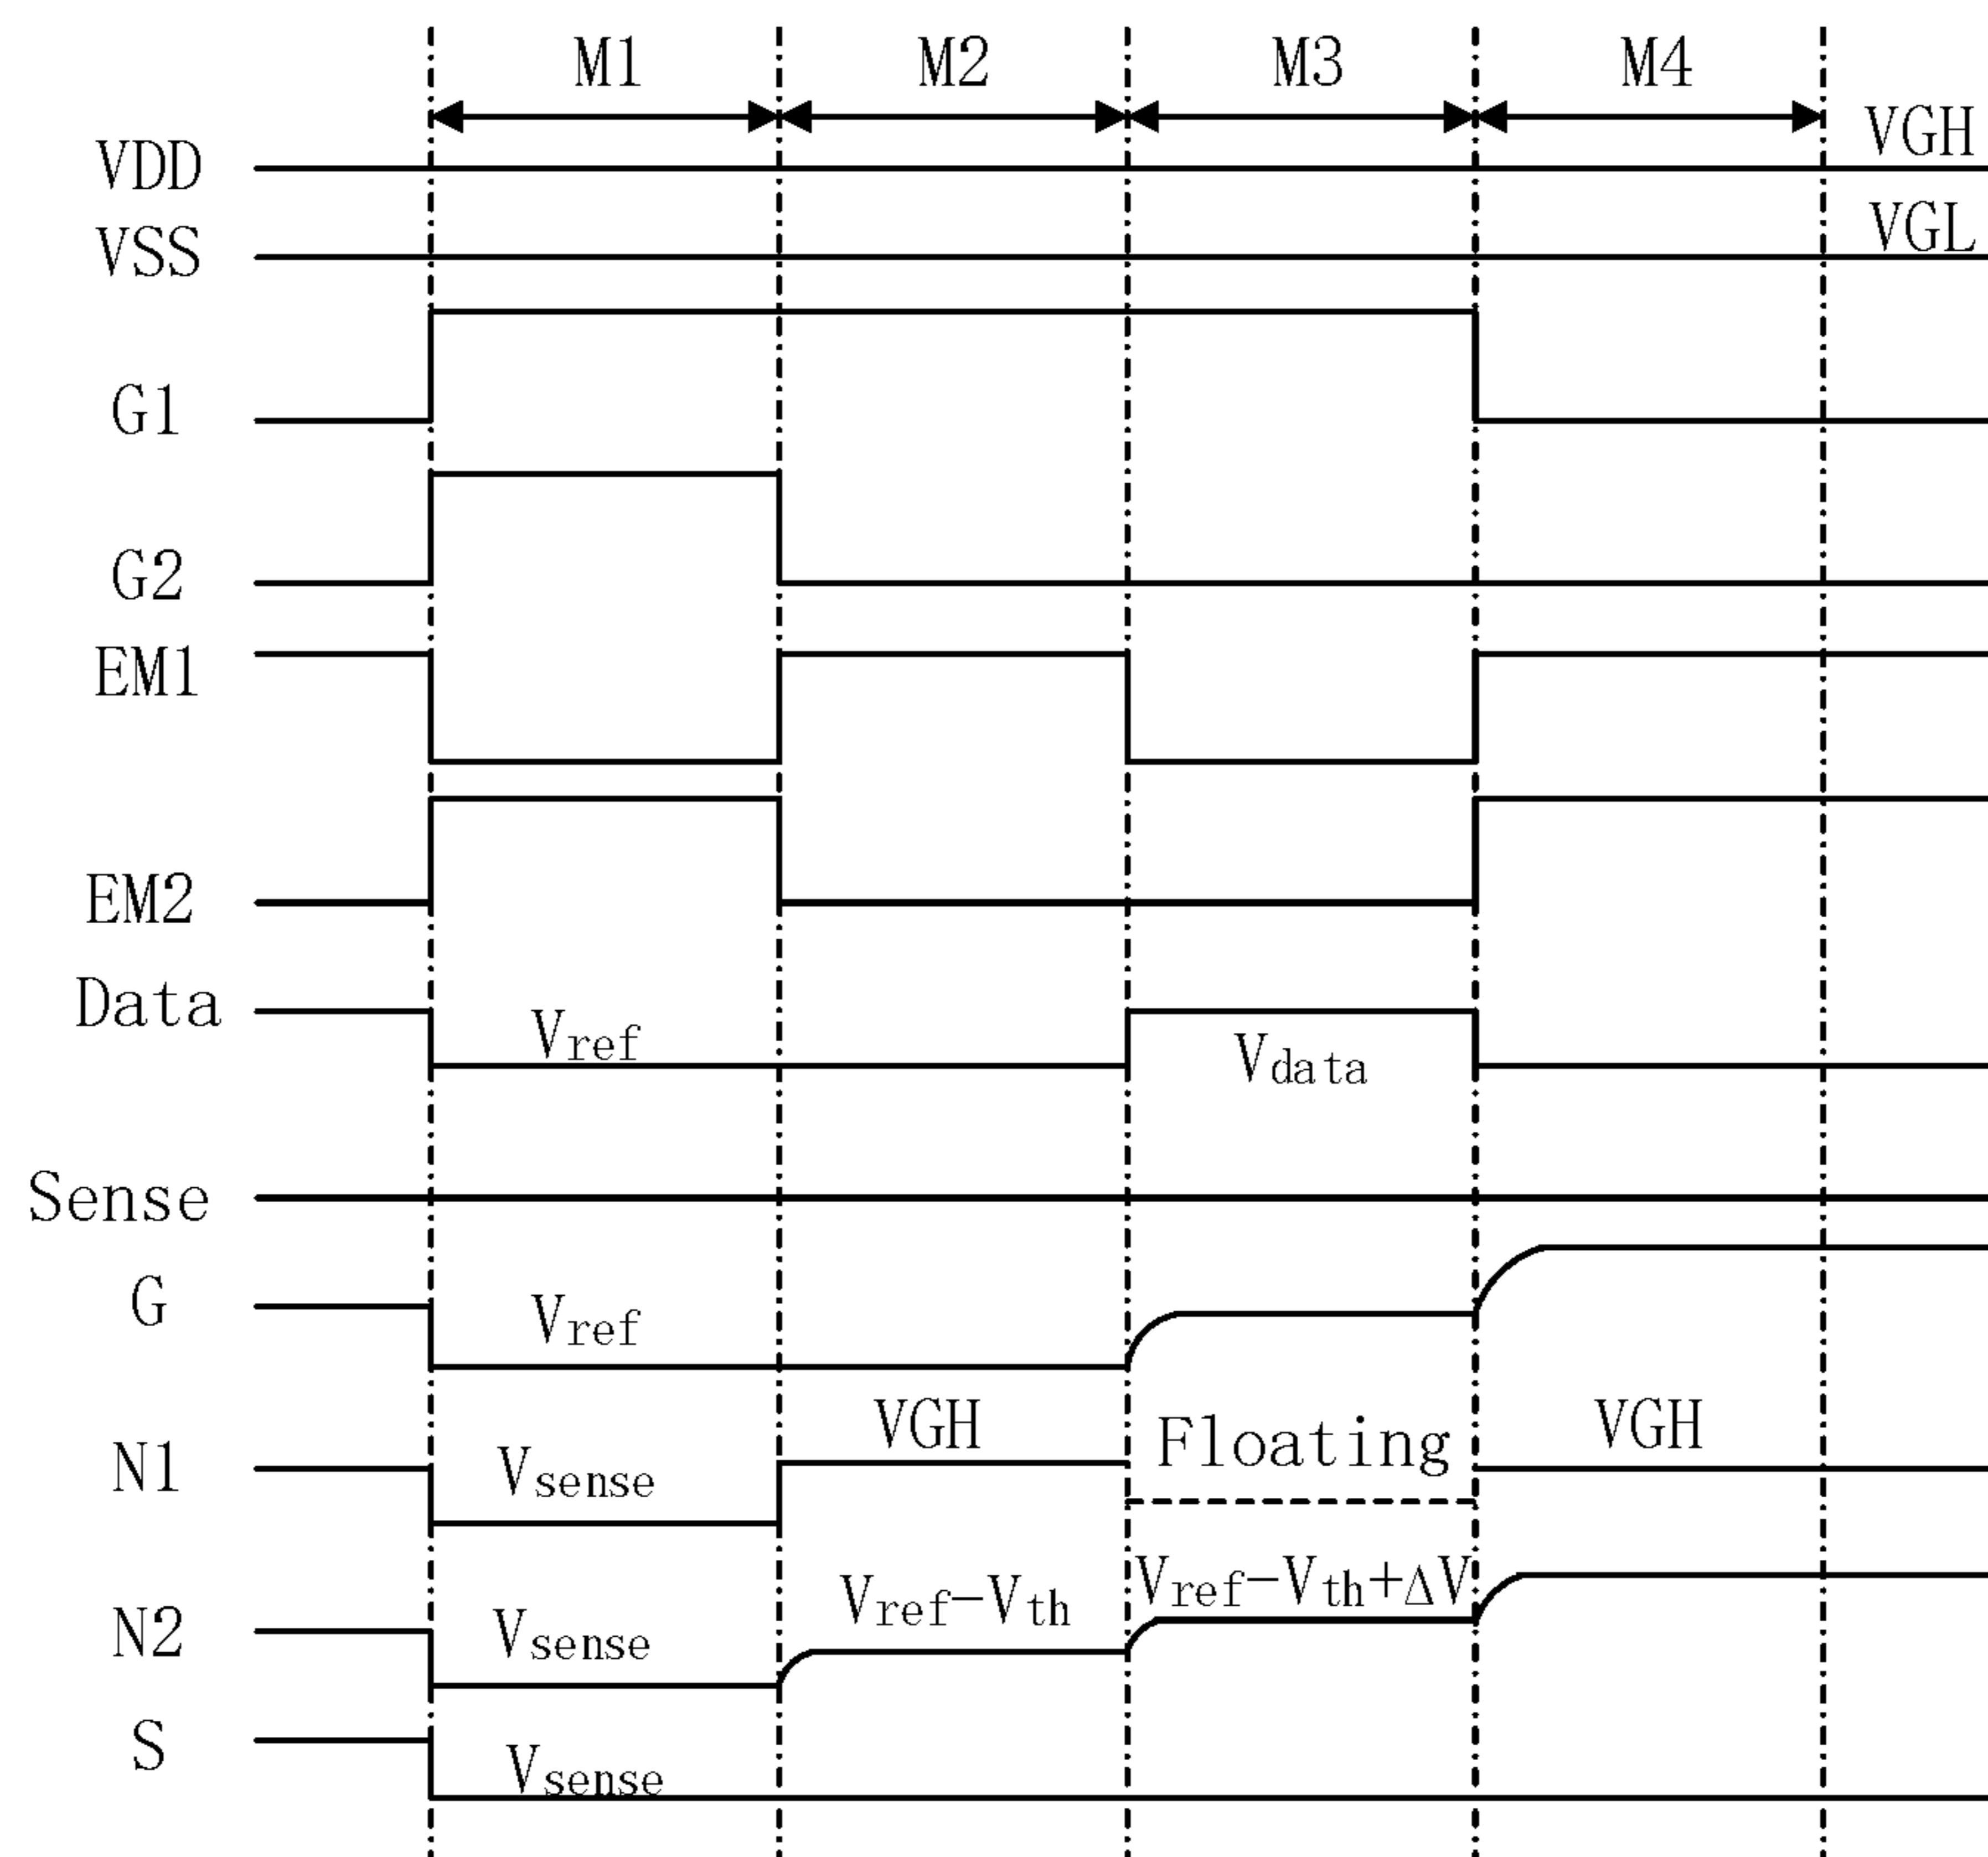 M1 M2 M3 M4
VDD VGH
VSS VGL
G1
G2
EM1
EM2
Data Vref Vdata
Sense
G Vref
N1 Vsense VGH Floating VGH
N2 Vsense Vref-Vth Vref-Vth+ΔV
S Vsense